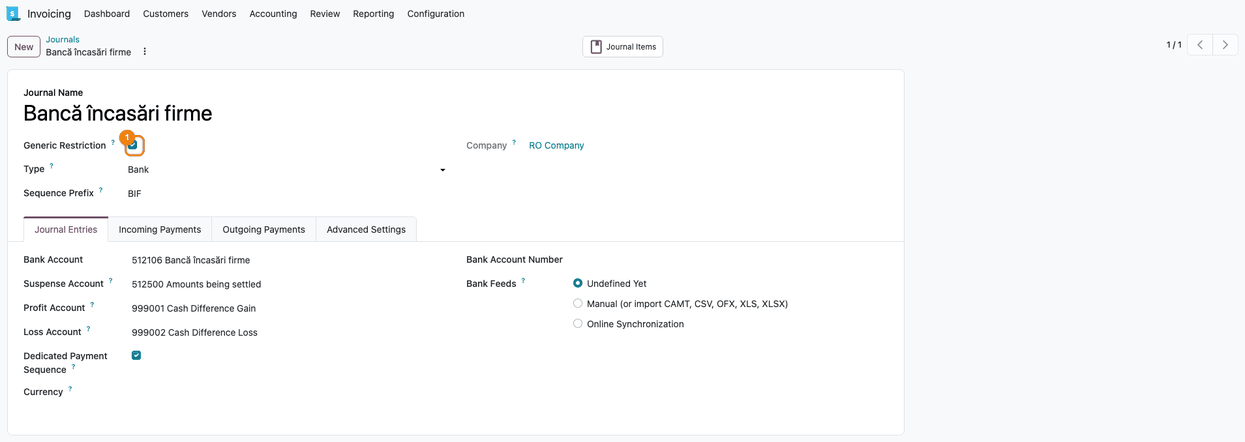 Invoicing Dashboard Customers Vendors Accounting Review Reporting Configuration
New Journals
Bancă încasări firme
Journal Items
1 / 1
Journal Name
Bancă încasări firme
Generic Restriction ? 1
Company ? RO Company
Type ? Bank
Sequence Prefix ? BIF
Journal Entries Incoming Payments Outgoing Payments Advanced Settings
Bank Account 512106 Bancă încasări firme
Bank Account Number
Suspense Account ? 512500 Amounts being settled
Bank Feeds ? Undefined Yet
Profit Account ? 999001 Cash Difference Gain
Manual (or import CAMT, CSV, OFX, XLS, XLSX)
Loss Account ? 999002 Cash Difference Loss
Online Synchronization
Dedicated Payment
Sequence ?
Currency ?